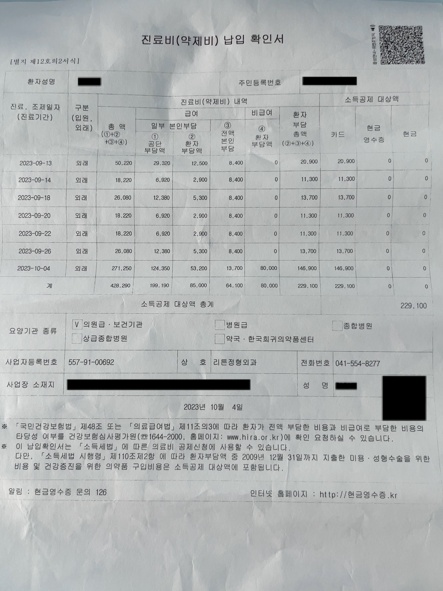 진료비(약제비) 납입 확인서
[별지 제12호의2서식]
환자성명 주민등록번호
진료, 조제일자 (진료기간) 구분 (입원, 외래) 진료비(약제비) 내역 소득공제 대상액
총 액 (①+②+③+④) 급여 비급여 환자 부담 총액 (②+③+④) 카드 현금 영수증 현금
일부 본인부담 ③ 전액 본인 부담 ④ 환자 부담액
① 공단 부담액 ② 환자 부담액
2023-09-13 외래 50,220 29,320 12,500 8,400 0 20,900 20,900 0 0
2023-09-14 외래 18,220 6,920 2,900 8,400 0 11,300 11,300 0 0
2023-09-18 외래 26,080 12,380 5,300 8,400 0 13,700 13,700 0 0
2023-09-20 외래 18,220 6,920 2,900 8,400 0 11,300 11,300 0 0
2023-09-22 외래 18,220 6,920 2,900 8,400 0 11,300 11,300 0 0
2023-09-26 외래 26,080 12,380 5,300 8,400 0 13,700 13,700 0 0
2023-10-04 외래 271,250 124,350 53,200 13,700 80,000 146,900 146,900 0 0
계 428,290 199,190 85,000 64,100 80,000 229,100 229,100 0 0
소득공제 대상액 총계 229,100
요양기관 종류 V 의원급·보건기관 병원급 종합병원
상급종합병원 약국·한국희귀의약품센터
사업자등록번호 557-91-00692 상 호 리튼정형외과 전화번호 041-554-8277
사업장 소재지 성 명
2023년 10월 4일
※ 「국민건강보험법」제48조 또는 「의료급여법」제11조의3에 따라 환자가 전액 부담한 비용과 비급여로 부담한 비용의
타당성 여부를 건강보험심사평가원(☎1644-2000, 홈페이지: www.hira.or.kr)에 확인 요청하실 수 있습니다.
※ 이 납입확인서는 「소득세법」에 따른 의료비 공제신청에 사용할 수 있습니다.
다만, 「소득세법 시행령」제110조제2항 에 따라 환자부담액 중 2009년 12월 31일까지 지출한 미용·성형수술을 위한
비용 및 건강증진을 위한 의약품 구입비용은 소득공제 대상액에 포함됩니다.
알림 : 현금영수증 문의 126 인터넷 홈페이지 : http://현금영수증.kr